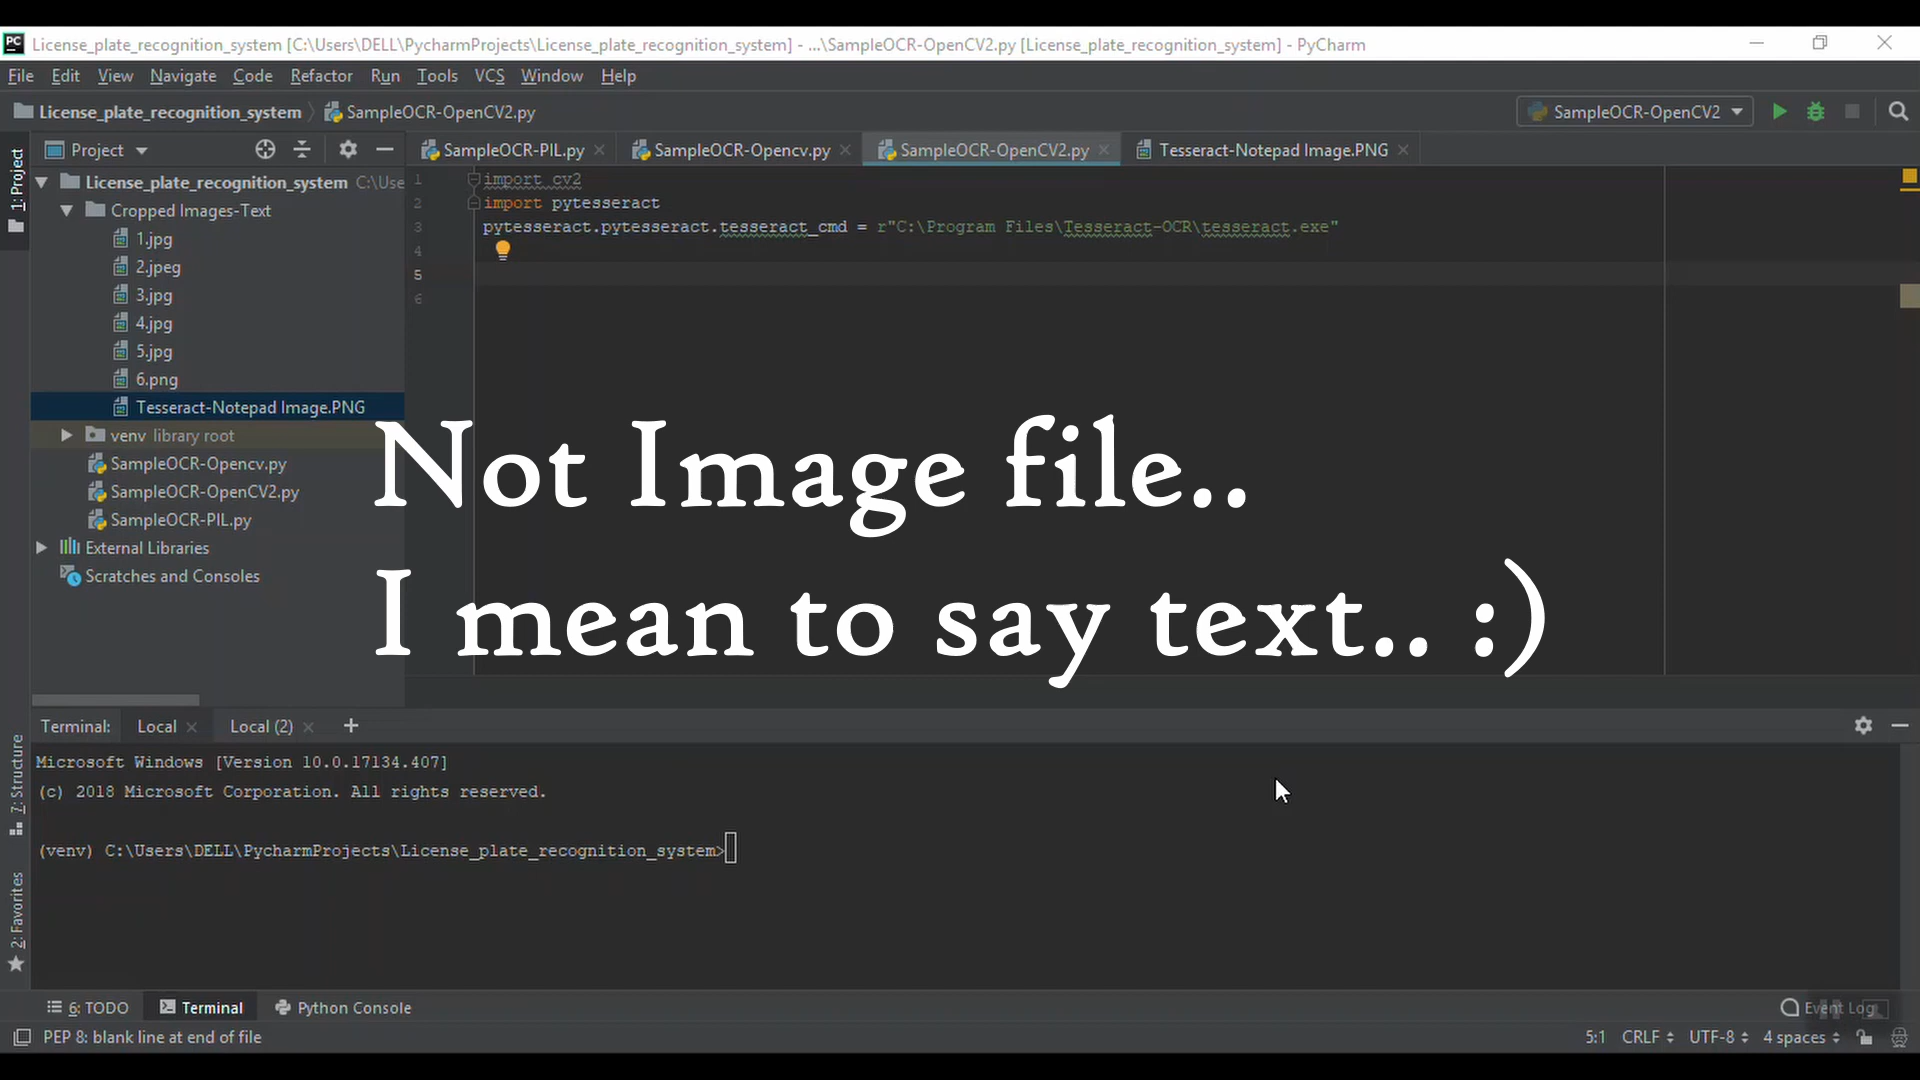 License_plate_recognition_system [C:\Users\DELL\PycharmProjects\License_plate_recognition_system] - ...\SampleOCR-OpenCV2.py [License_plate_recognition_system] - PyCharm
File Edit View Navigate Code Refactor Run Tools VCS Window Help
License_plate_recognition_system SampleOCR-OpenCV2.py SampleOCR-OpenCV2
Project SampleOCR-PIL.py SampleOCR-Opencv.py SampleOCR-OpenCV2.py Tesseract-Notepad Image.PNG
1: Project
License_plate_recognition_system C:\Use
Cropped Images-Text
1.jpg
2.jpeg
3.jpg
4.jpg
5.jpg
6.png
Tesseract-Notepad Image.PNG
venv library root
SampleOCR-Opencv.py
SampleOCR-OpenCV2.py
SampleOCR-PIL.py
External Libraries
Scratches and Consoles
1 import cv2
2 import pytesseract
3 pytesseract.pytesseract.tesseract_cmd = r"C:\Program Files\Tesseract-OCR\tesseract.exe"
4
5
6
Not Image file..
I mean to say text.. :)
Terminal: Local Local (2) +
Microsoft Windows [Version 10.0.17134.407]
(c) 2018 Microsoft Corporation. All rights reserved.
(venv) C:\Users\DELL\PycharmProjects\License_plate_recognition_system>
7: Structure
2: Favorites
6: TODO Terminal Python Console Event Log
PEP 8: blank line at end of file 5:1 CRLF UTF-8 4 spaces